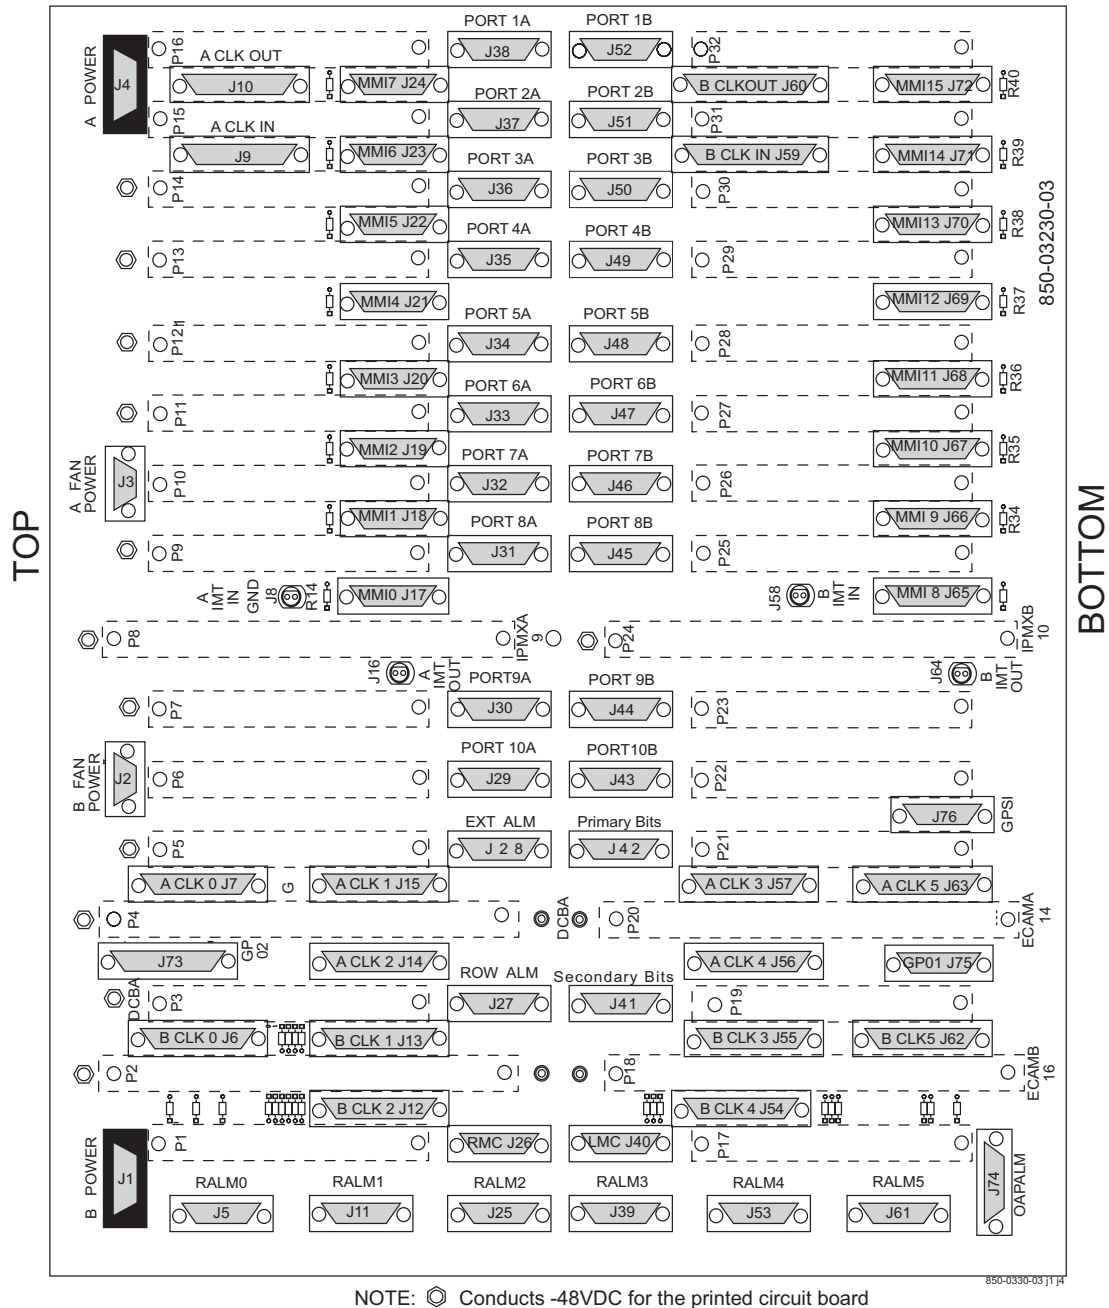 PORT 1A
PORT 1B
A POWER
J4
P16
A CLK OUT
J10
MMI7 J24
J38
J52
P32
B CLKOUT J60
MMI15 J72
R40
P15
PORT 2A
PORT 2B
J37
J51
P31
A CLK IN
J9
MMI6 J23
B CLK IN J59
MMI14 J71
R39
PORT 3A
PORT 3B
P14
J36
J50
P30
MMI5 J22
MMI13 J70
R38
850-03230-03
PORT 4A
PORT 4B
P13
J35
J49
P29
MMI4 J21
MMI12 J69
R37
PORT 5A
PORT 5B
P121
J34
J48
P28
MMI3 J20
MMI11 J68
R36
PORT 6A
PORT 6B
P11
J33
J47
P27
MMI2 J19
MMI10 J67
R35
A FAN
POWER
J3
PORT 7A
PORT 7B
P10
J32
J46
P26
MMI1 J18
MMI 9 J66
R34
TOP
BOTTOM
PORT 8A
PORT 8B
P9
J31
J45
P25
A
IMT
IN
GND
J8
R14
MMI0 J17
J58
B
IMT
IN
MMI 8 J65
P8
IPMXA
9
P24
IPMXB
10
J16
A
IMT
OUT
J64
B
IMT
OUT
PORT9A
PORT 9B
P7
J30
J44
P23
B FAN
POWER
J2
PORT 10A
PORT10B
P6
J29
J43
P22
J76
GPSI
EXT ALM
Primary Bits
P5
J 2 8
J 4 2
P21
A CLK 0 J7
G
A CLK 1 J15
A CLK 3 J57
A CLK 5 J63
P4
DCBA
P20
ECAMA
14
J73
GP
02
A CLK 2 J14
A CLK 4 J56
GP01 J75
ROW ALM
Secondary Bits
DCBA
P3
J27
J41
P19
B CLK 0 J6
B CLK 1 J13
B CLK 3 J55
B CLK5 J62
P2
P18
ECAMB
16
B CLK 2 J12
B CLK 4 J54
B POWER
J1
P1
RMC J26
LMC J40
P17
J74
OAPALM
RALM0
RALM1
RALM2
RALM3
RALM4
RALM5
J5
J11
J25
J39
J53
J61
850-0330-03 j1 j4
NOTE: Conducts -48VDC for the printed circuit board